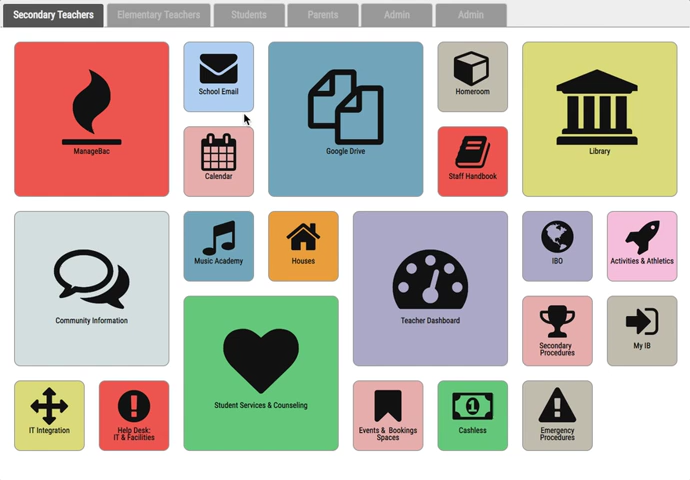 Secondary Teachers
Elementary Teachers
Students
Parents
Admin
Admin
ManageBac
School Email
Calendar
Google Drive
Homeroom
Staff Handbook
Library
Community Information
Music Academy
Houses
Teacher Dashboard
IBO
Activities & Athletics
Student Services & Counseling
Secondary
Procedures
My IB
IT Integration
Help Desk:
IT & Facilities
Events & Bookings
Spaces
1
Cashless
Emergency
Procedures